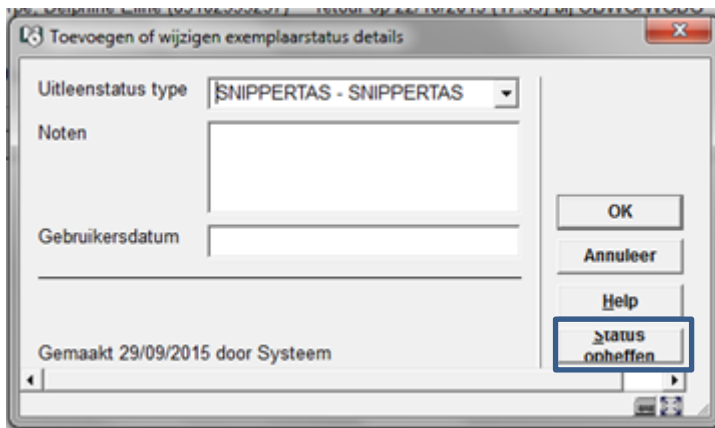 Toevoegen of wijzigen exemplaarstatus details
Uitleenstatus type SNIPPERTAS - SNIPPERTAS
Noten
Gebruikersdatum
OK
Annuleer
Help
Status
opheffen
Gemaakt 29/09/2015 door Systeem